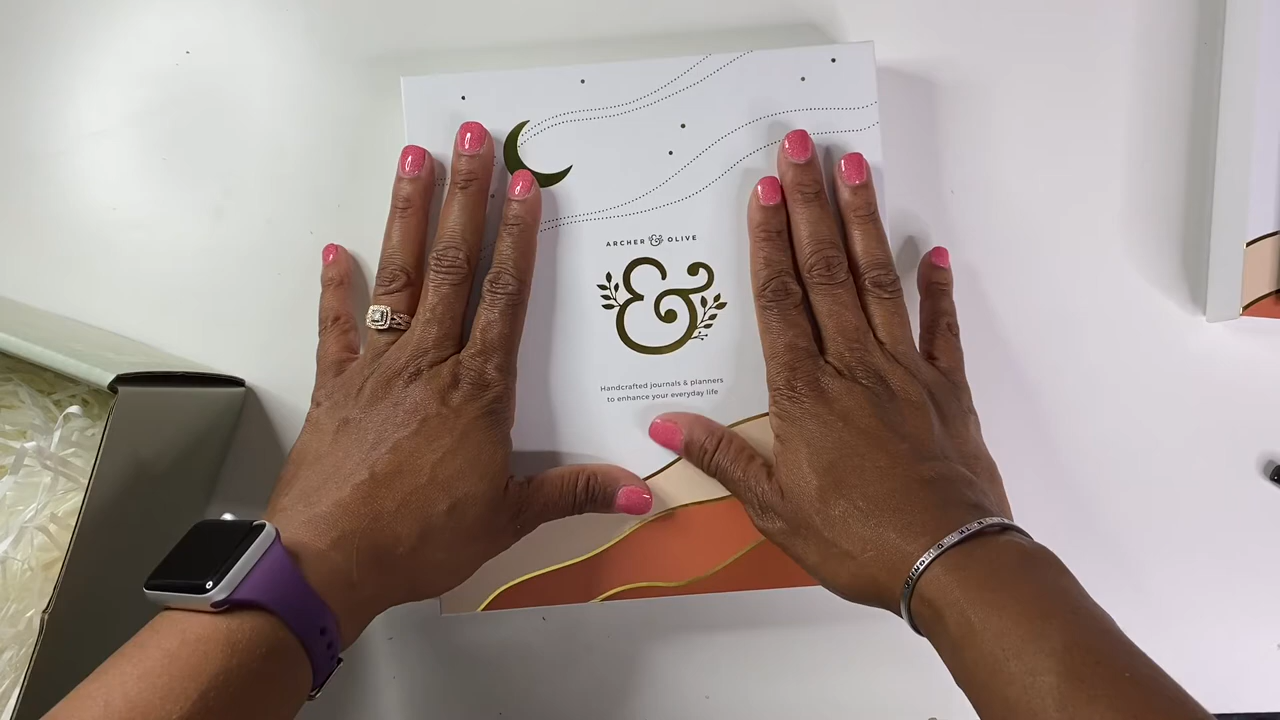 ARCHER & OLIVE
&
Handcrafted journals & planners
to enhance your everyday life